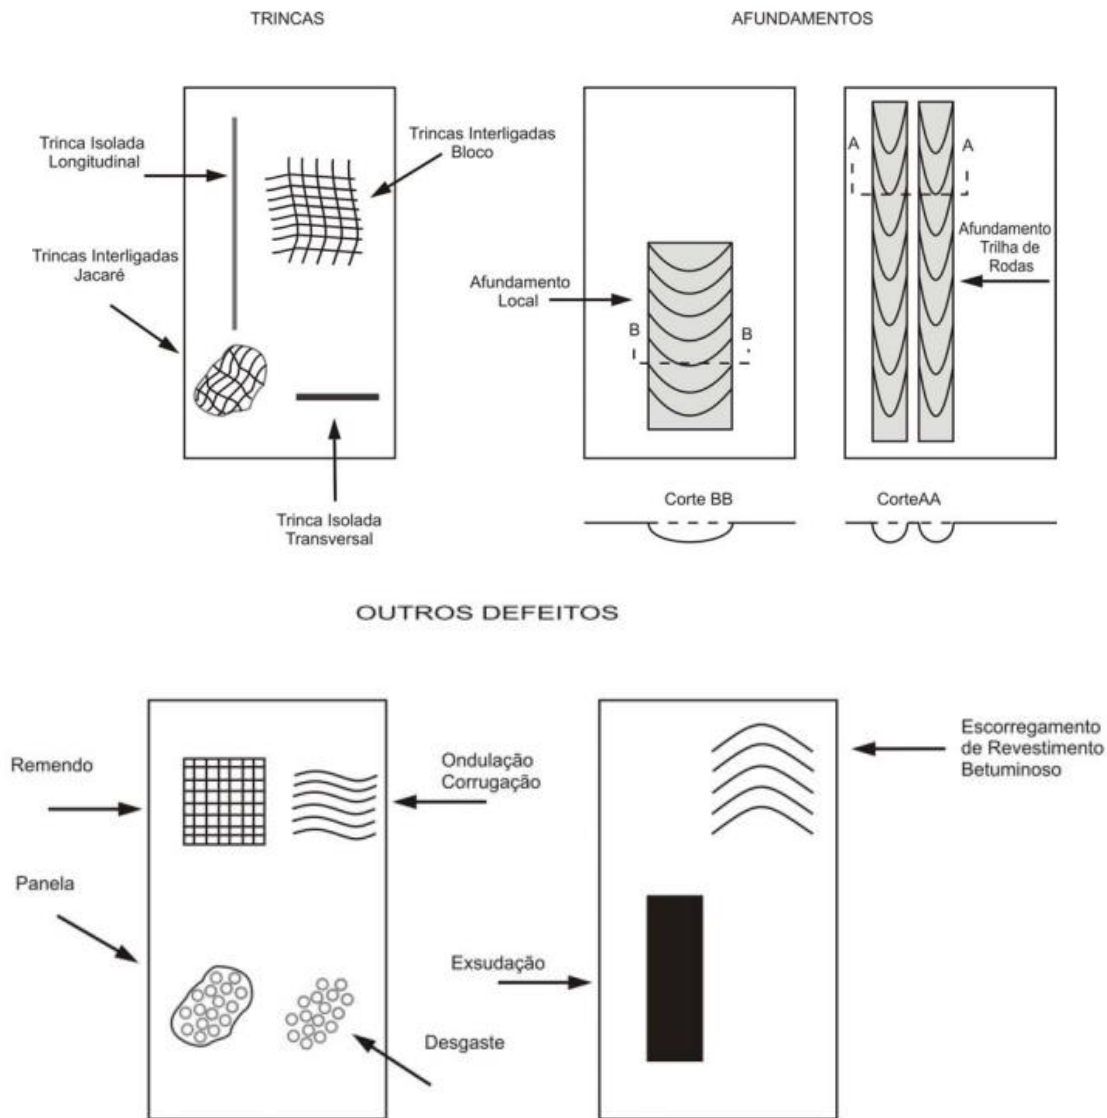 TRINCAS
AFUNDAMENTOS
Trinca Isolada
Longitudinal
Trincas Interligadas
Bloco
Trincas Interligadas
Jacaré
Trinca Isolada
Transversal
Afundamento
Local
B
B
Corte BB
A
A
Afundamento
Trilha de
Rodas
CorteAA
OUTROS DEFEITOS
Remendo
Ondulação
Corrugação
Panela
Desgaste
Escorregamento
de Revestimento
Betuminoso
Exsudação